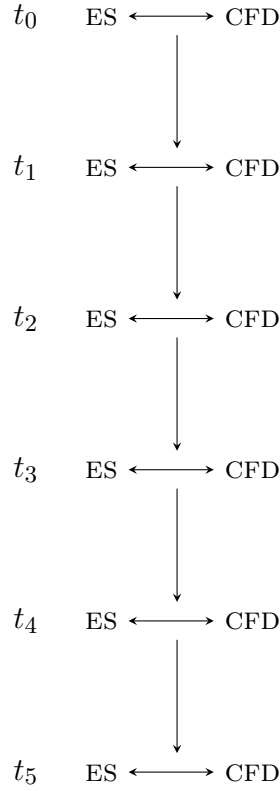 t₀ ES CFD
t₁ ES CFD
t₂ ES CFD
t₃ ES CFD
t₄ ES CFD
t₅ ES CFD